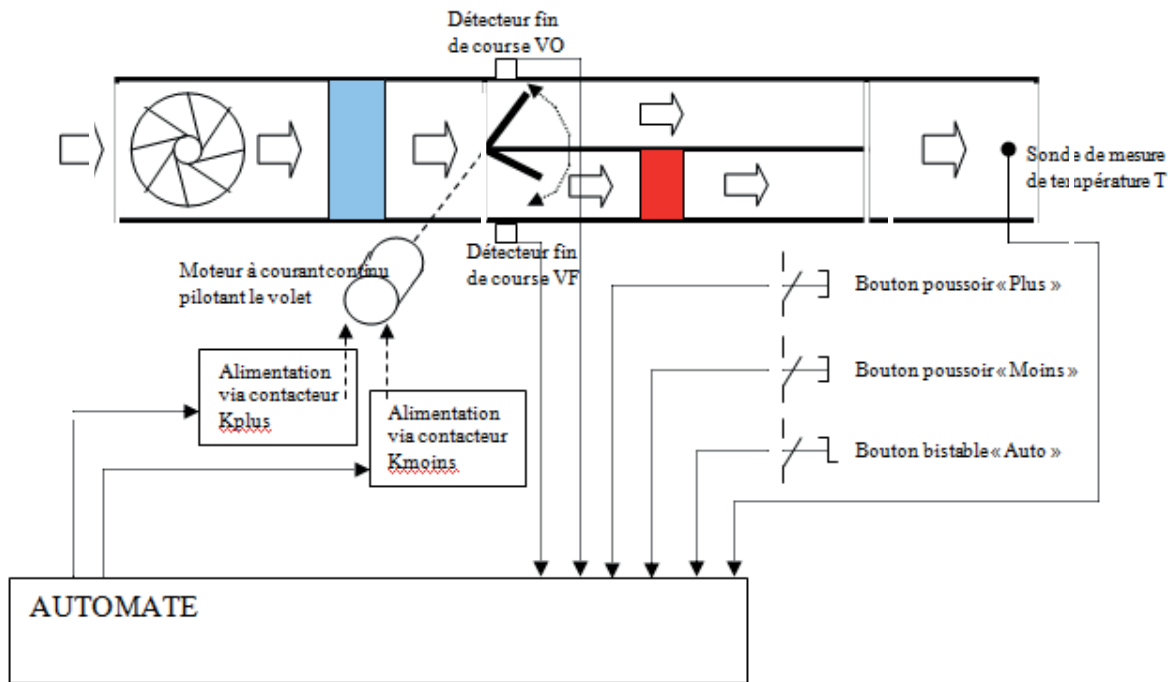 Détecteur fin
de course VO
Sonde de mesure
de température T
Détecteur fin
de course VF
Moteur à courant continu
pilotant le volet
Bouton poussoir « Plus »
Alimentation
via contacteur
Kplus
Bouton poussoir « Moins »
Alimentation
via contacteur
Kmoins
Bouton bistable « Auto »
AUTOMATE